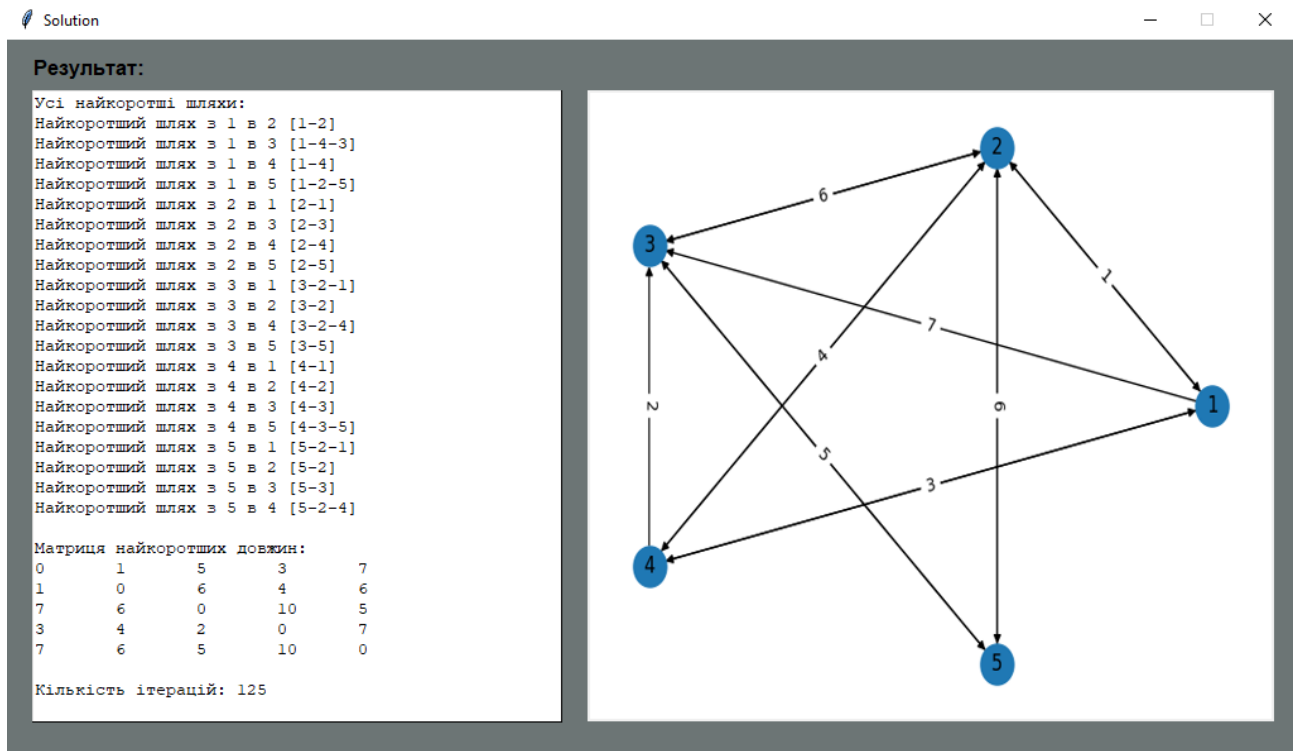 Solution
Результат:
Усі найкоротші шляхи:
Найкоротший шлях з 1 в 2 [1-2]
Найкоротший шлях з 1 в 3 [1-4-3]
Найкоротший шлях з 1 в 4 [1-4]
Найкоротший шлях з 1 в 5 [1-2-5]
Найкоротший шлях з 2 в 1 [2-1]
Найкоротший шлях з 2 в 3 [2-3]
Найкоротший шлях з 2 в 4 [2-4]
Найкоротший шлях з 2 в 5 [2-5]
Найкоротший шлях з 3 в 1 [3-2-1]
Найкоротший шлях з 3 в 2 [3-2]
Найкоротший шлях з 3 в 4 [3-2-4]
Найкоротший шлях з 3 в 5 [3-5]
Найкоротший шлях з 4 в 1 [4-1]
Найкоротший шлях з 4 в 2 [4-2]
Найкоротший шлях з 4 в 3 [4-3]
Найкоротший шлях з 4 в 5 [4-3-5]
Найкоротший шлях з 5 в 1 [5-2-1]
Найкоротший шлях з 5 в 2 [5-2]
Найкоротший шлях з 5 в 3 [5-3]
Найкоротший шлях з 5 в 4 [5-2-4]
Матриця найкоротших довжин:
0 1 5 3 7
1 0 6 4 6
7 6 0 10 5
3 4 2 0 7
7 6 5 10 0
Кількість ітерацій: 125
2
6
3
1
7
4
2
6
1
5
3
4
5